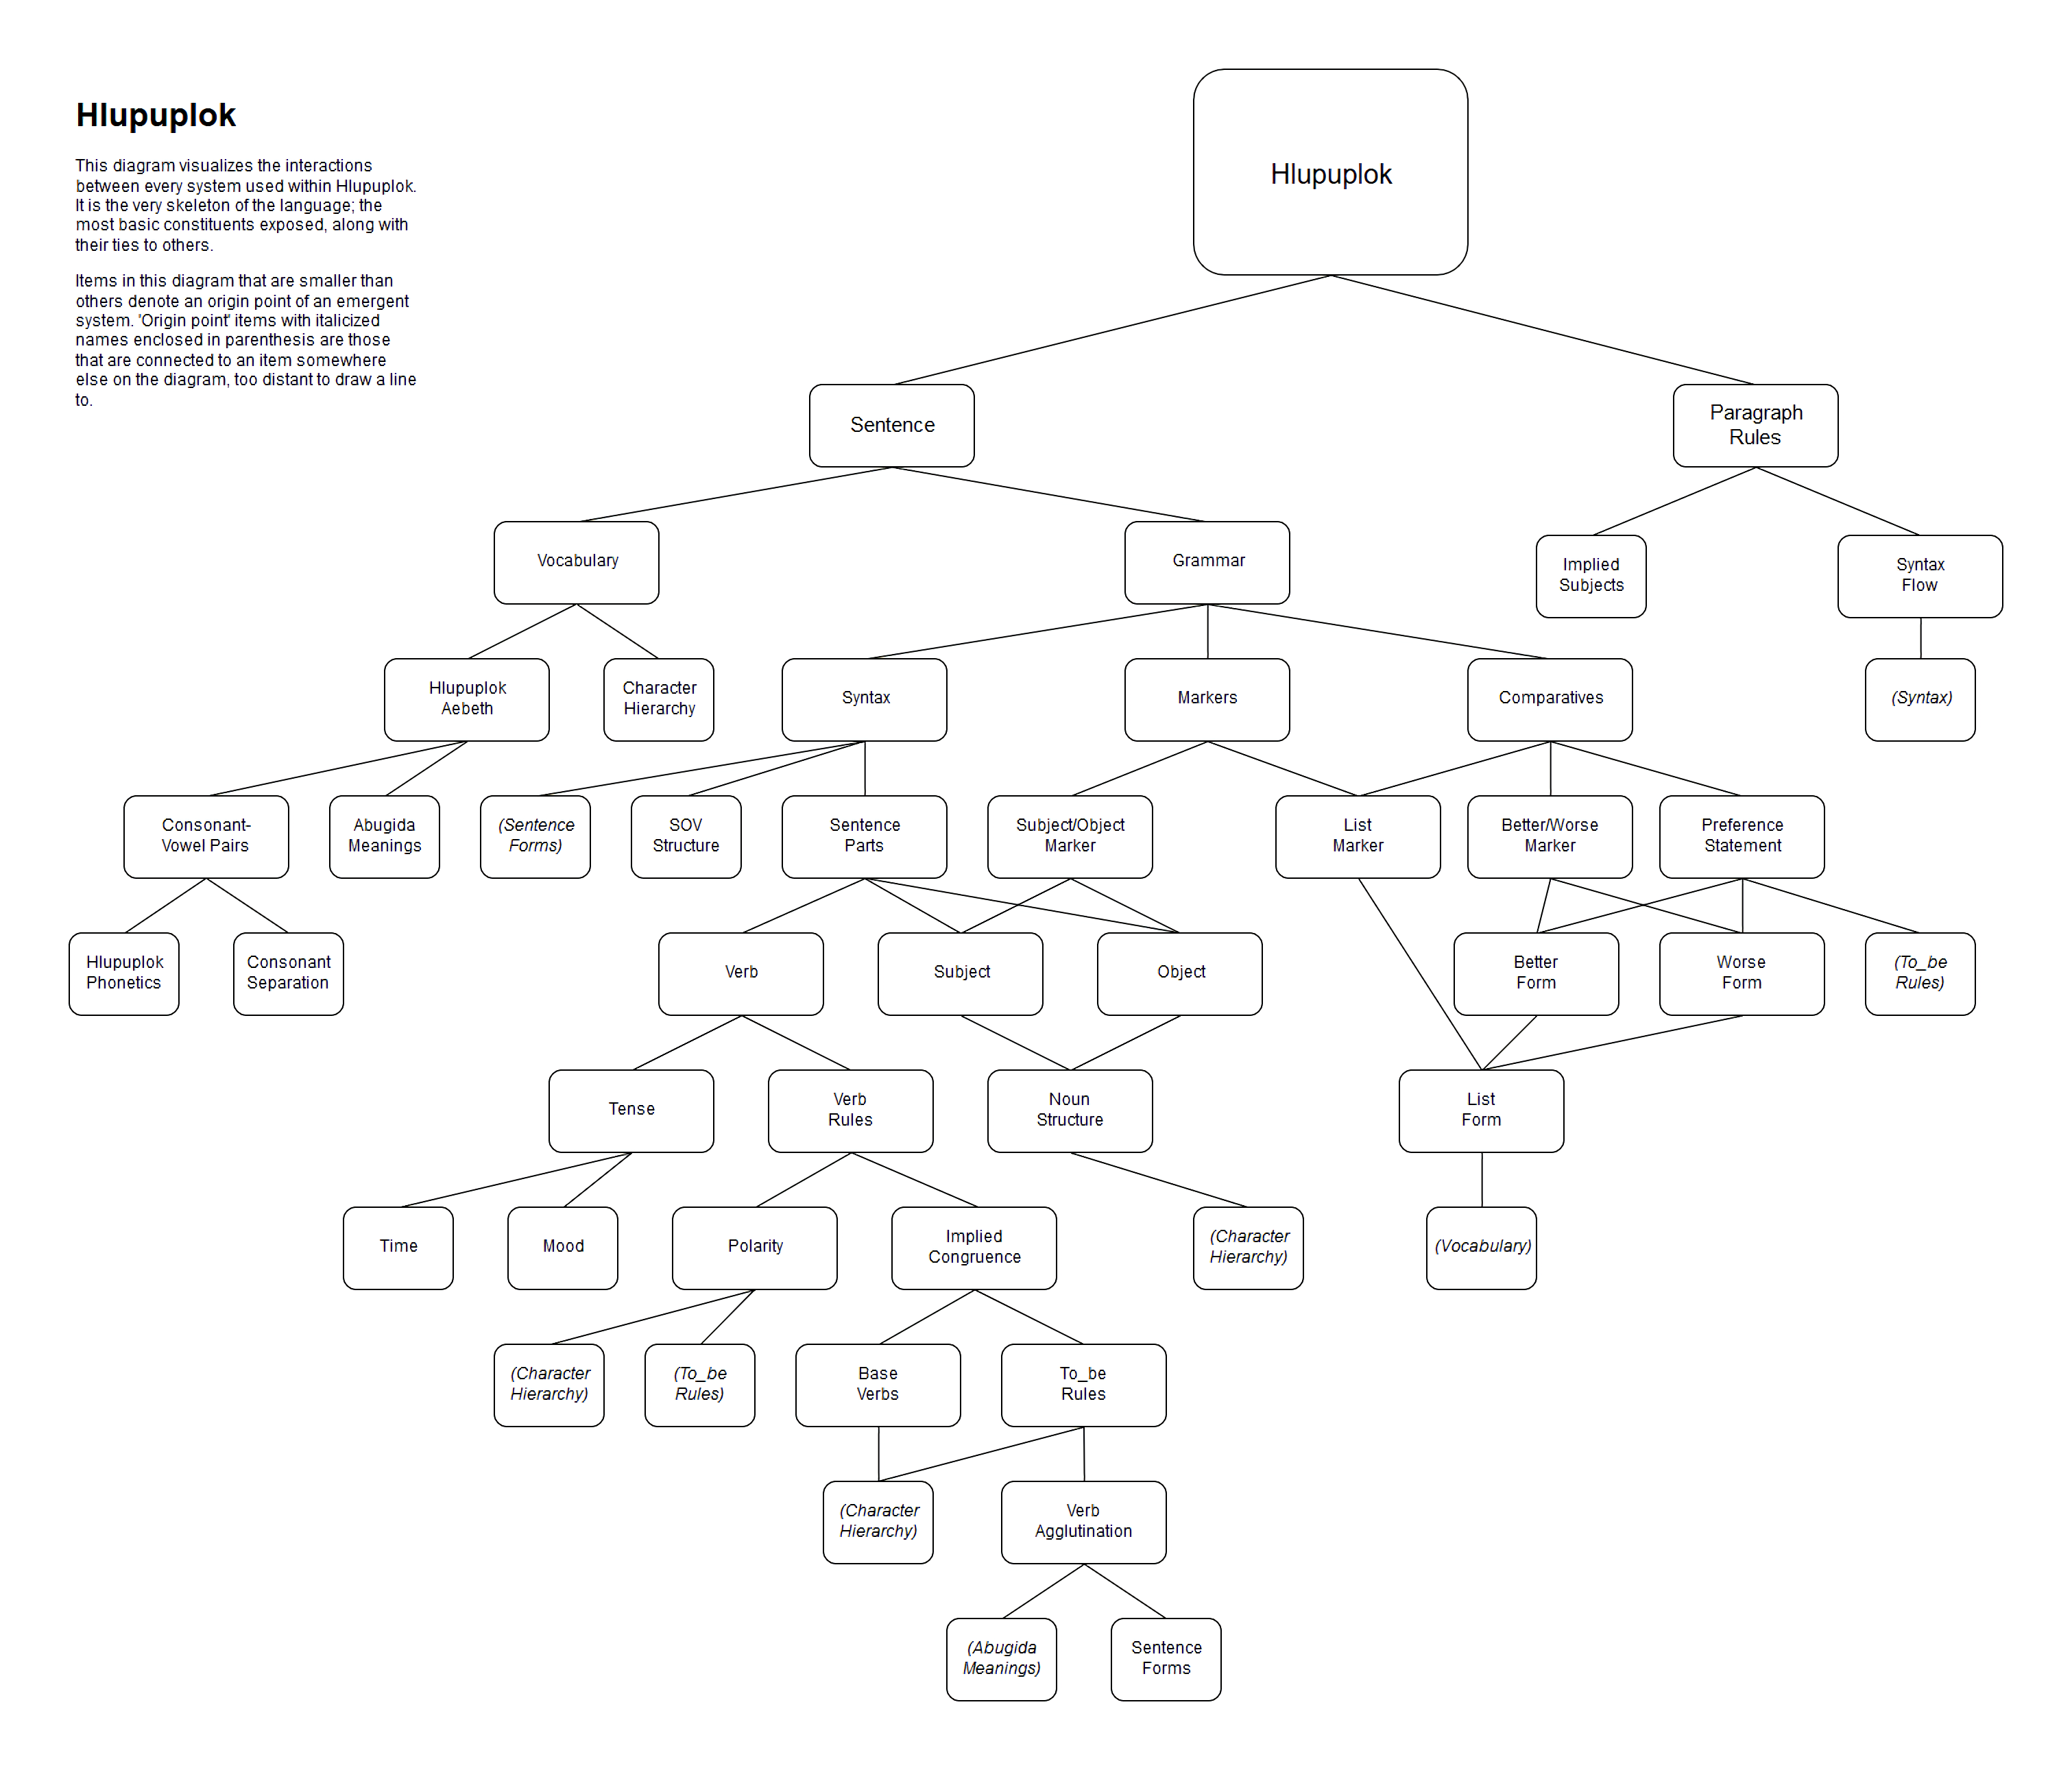 Hlupuplok
This diagram visualizes the interactions
between every system used within Hlupuplok.
It is the very skeleton of the language; the
most basic constituents exposed, along with
their ties to others.
Items in this diagram that are smaller than
others denote an origin point of an emergent
system. 'Origin point' items with italicized
names enclosed in parenthesis are those
that are connected to an item somewhere
else on the diagram, too distant to draw a line
to.
Hlupuplok
Sentence
Paragraph
Rules
Vocabulary
Grammar
Implied
Subjects
Syntax
Flow
Hlupuplok
Aebeth
Character
Hierarchy
Syntax
Markers
Comparatives
(Syntax)
Consonant-
Vowel Pairs
Abugida
Meanings
(Sentence
Forms)
SOV
Structure
Sentence
Parts
Subject/Object
Marker
List
Marker
Better/Worse
Marker
Preference
Statement
Hlupuplok
Phonetics
Consonant
Separation
Verb
Subject
Object
Better
Form
Worse
Form
(To_be
Rules)
Tense
Verb
Rules
Noun
Structure
List
Form
Time
Mood
Polarity
Implied
Congruence
(Character
Hierarchy)
(Vocabulary)
(Character
Hierarchy)
(To_be
Rules)
Base
Verbs
To_be
Rules
(Character
Hierarchy)
Verb
Agglutination
(Abugida
Meanings)
Sentence
Forms